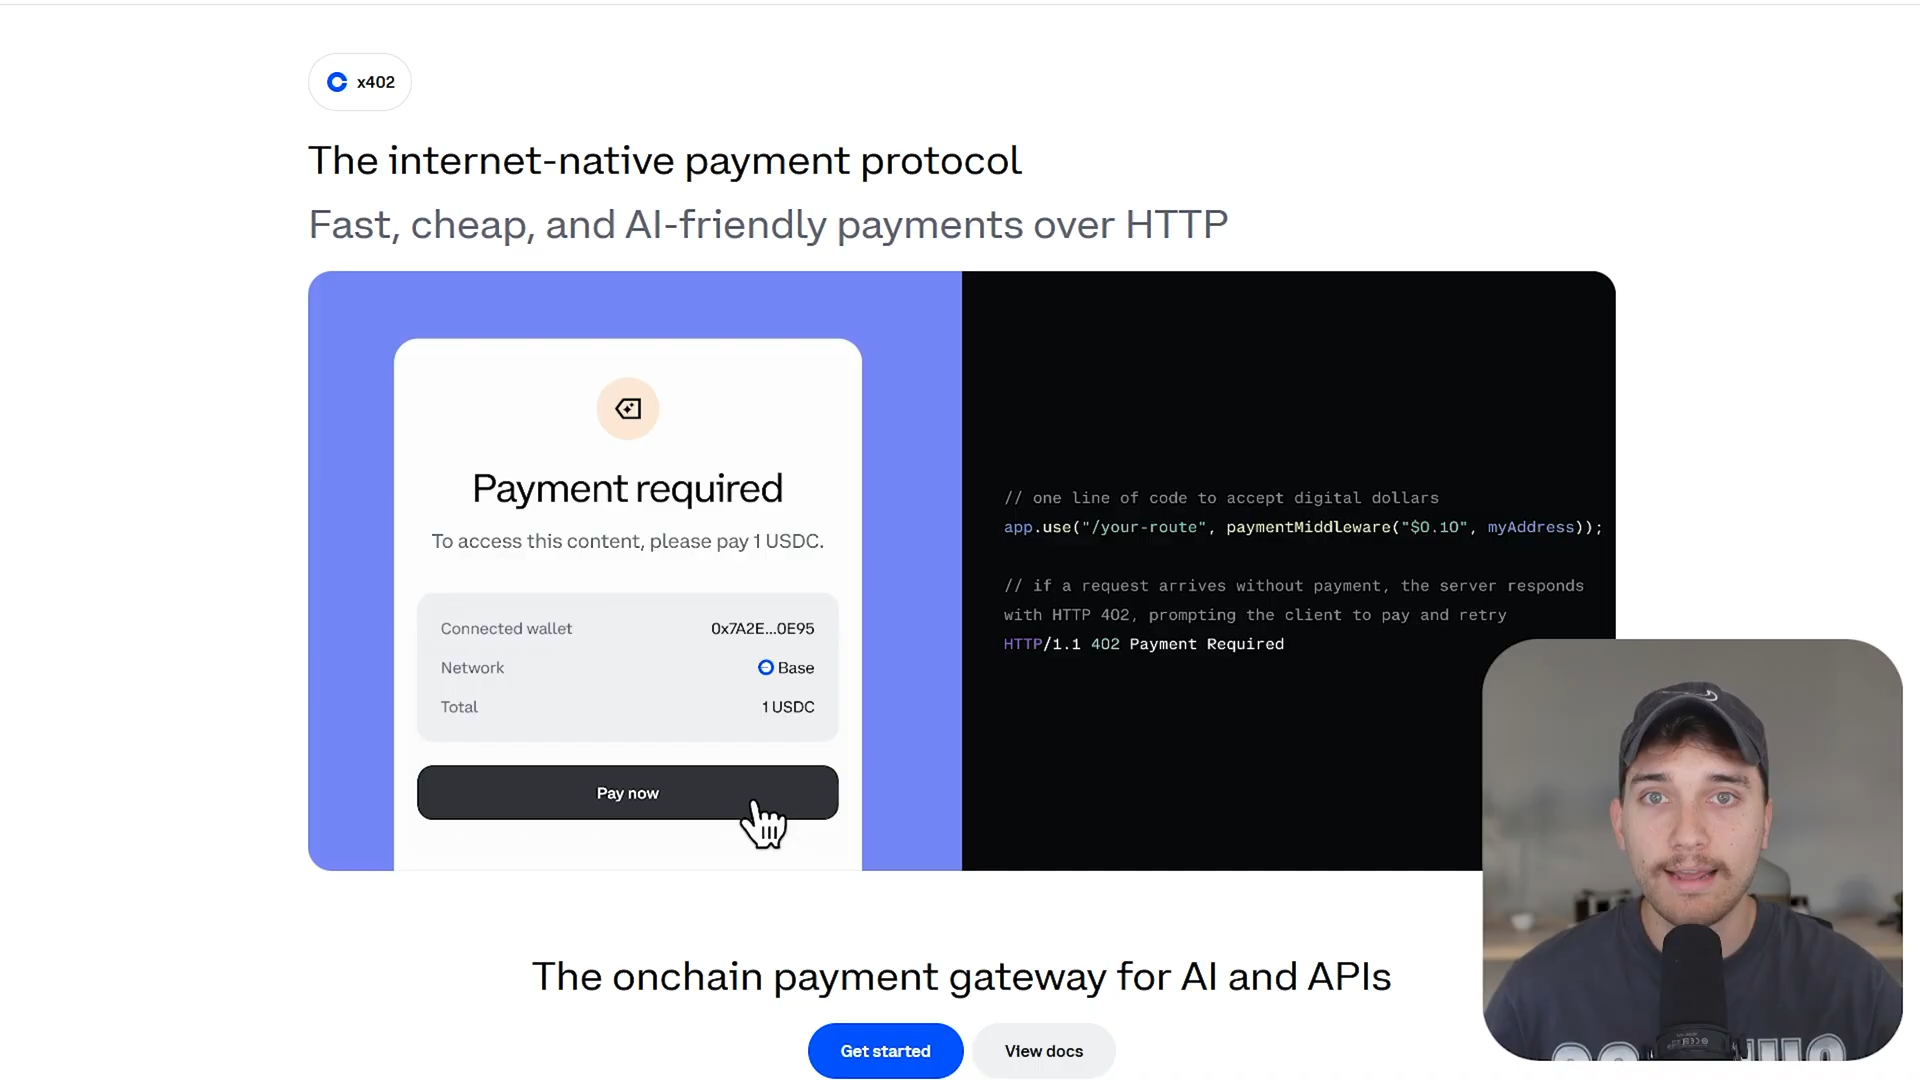 x402
The internet-native payment protocol
Fast, cheap, and AI-friendly payments over HTTP
Payment required
To access this content, please pay 1 USDC.
Connected wallet 0x7A2E...0E95
Network Base
Total 1 USDC
Pay now
// one line of code to accept digital dollars
app.use("/your-route", paymentMiddleware("$0.10", myAddress));
// if a request arrives without payment, the server responds
with HTTP 402, prompting the client to pay and retry
HTTP/1.1 402 Payment Required
The onchain payment gateway for AI and APIs
Get started
View docs